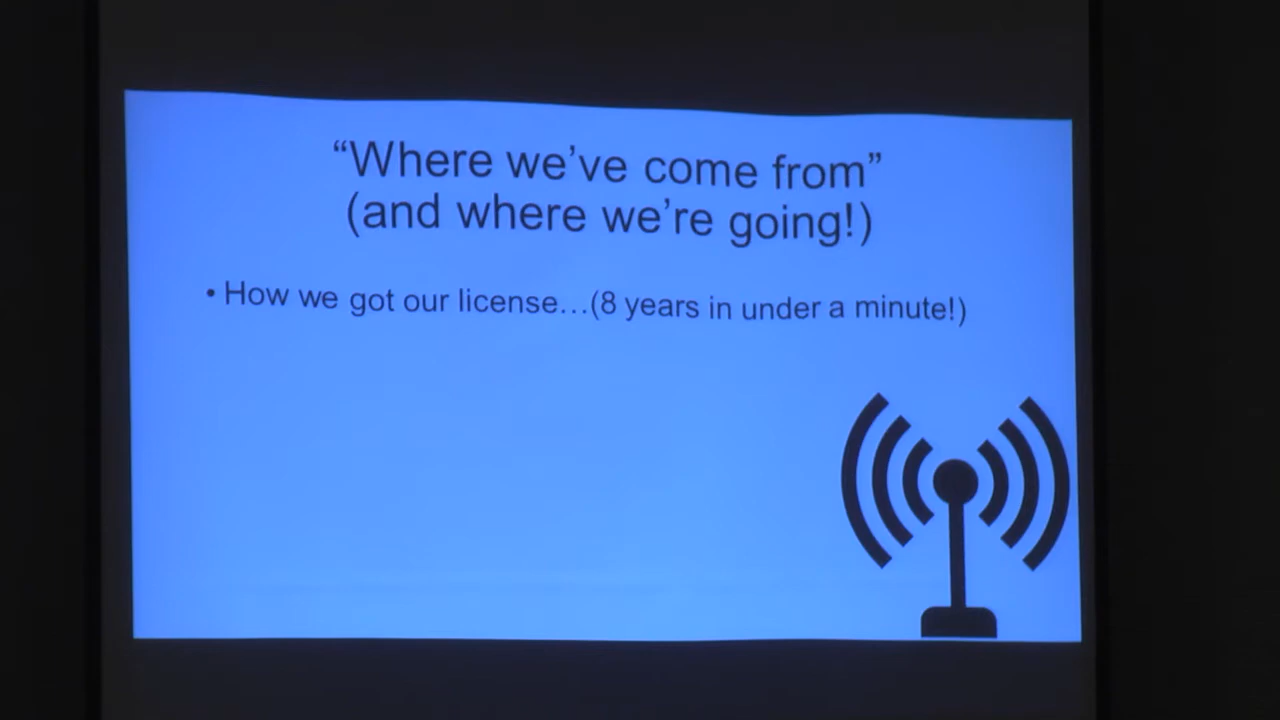 “Where we’ve come from”
(and where we’re going!)
• How we got our license…(8 years in under a minute!)